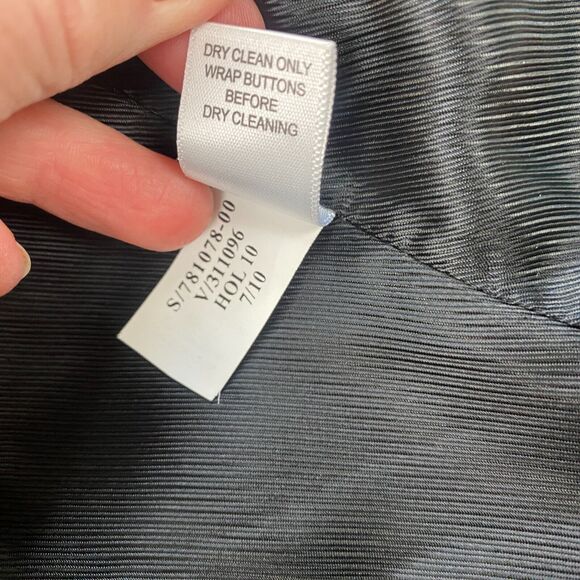 DRY CLEAN ONLY
WRAP BUTTONS
BEFORE
DRY CLEANING
S/781078-00
V/311096
HOL 10
7/10